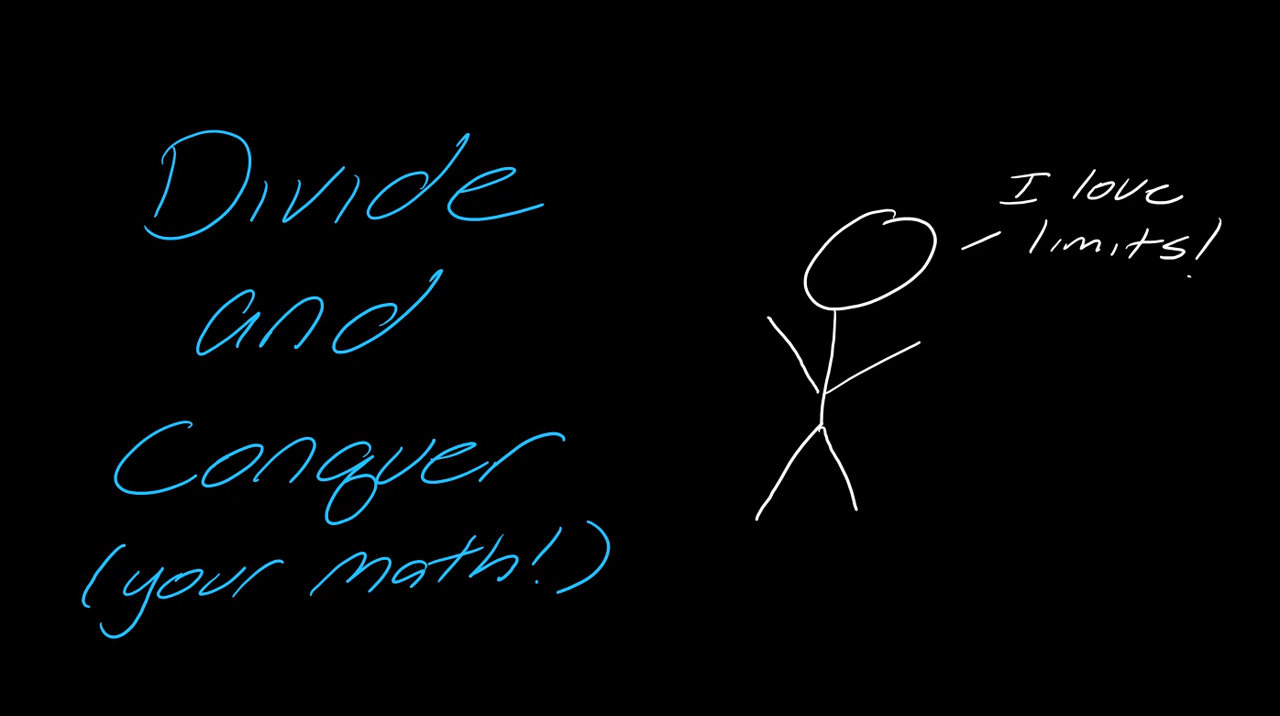 Divide
and
Conquer
(your math!)
I love
limits!